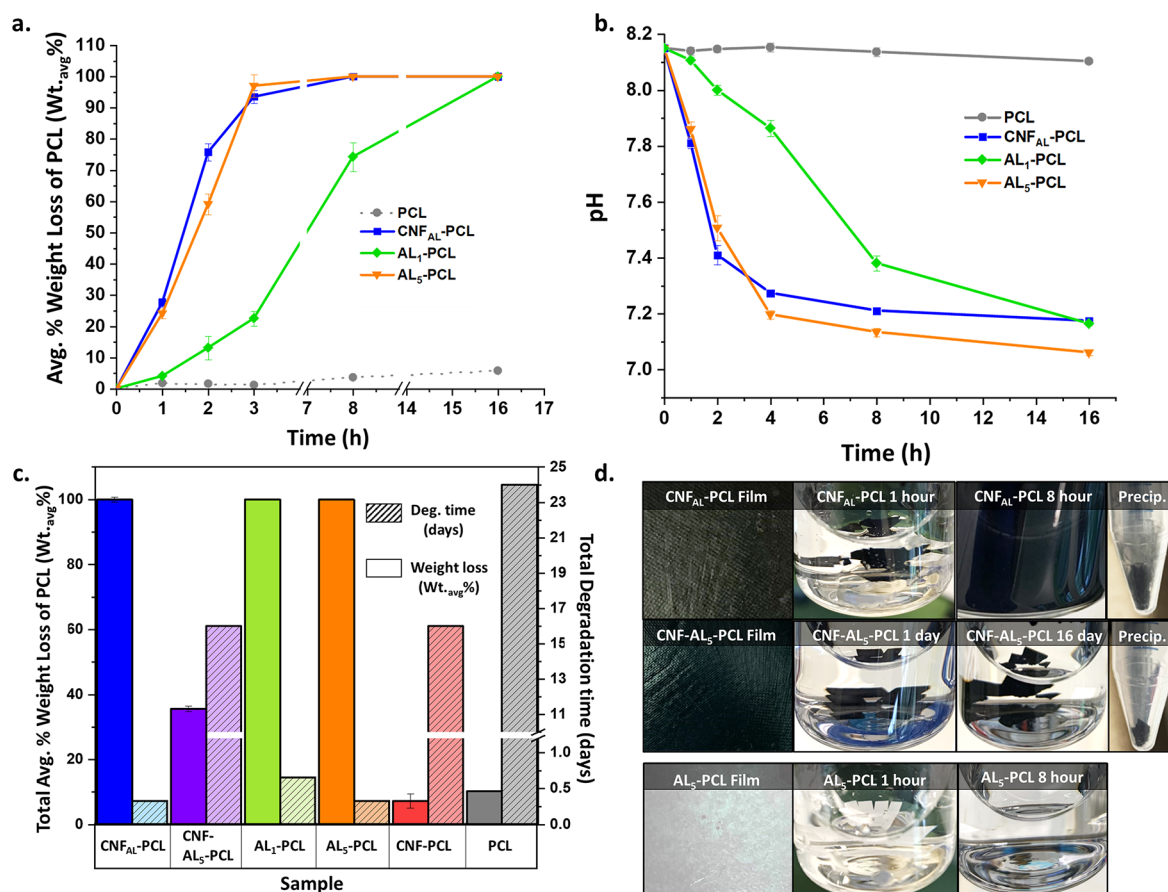 a.
Avg. % Weight Loss of PCL (Wt.avg%)
110
100
90
80
70
60
50
40
30
20
10
0
PCL
CNFAL-PCL
AL1-PCL
AL5-PCL
0 1 2 3 7 8 14 15 16 17
Time (h)
b.
pH
8.2
8.0
7.8
7.6
7.4
7.2
7.0
PCL
CNFAL-PCL
AL1-PCL
AL5-PCL
0 2 4 6 8 10 12 14 16
Time (h)
c.
Total Avg. % Weight Loss of PCL (Wt.avg%)
100
80
60
40
20
0
Deg. time
(days)
Weight loss
(Wt.avg%)
25
23
21
19
17
15
13
11
1.0
0.5
0.0
Total Degradation time (days)
CNFAL-PCL
CNF-
AL5-PCL
AL1-PCL
AL5-PCL
CNF-PCL
PCL
Sample
d.
CNFAL-PCL Film
CNFAL-PCL 1 hour
CNFAL-PCL 8 hour
Precip.
CNF-AL5-PCL Film
CNF-AL5-PCL 1 day
CNF-AL5-PCL 16 day
Precip.
AL5-PCL Film
AL5-PCL 1 hour
AL5-PCL 8 hour